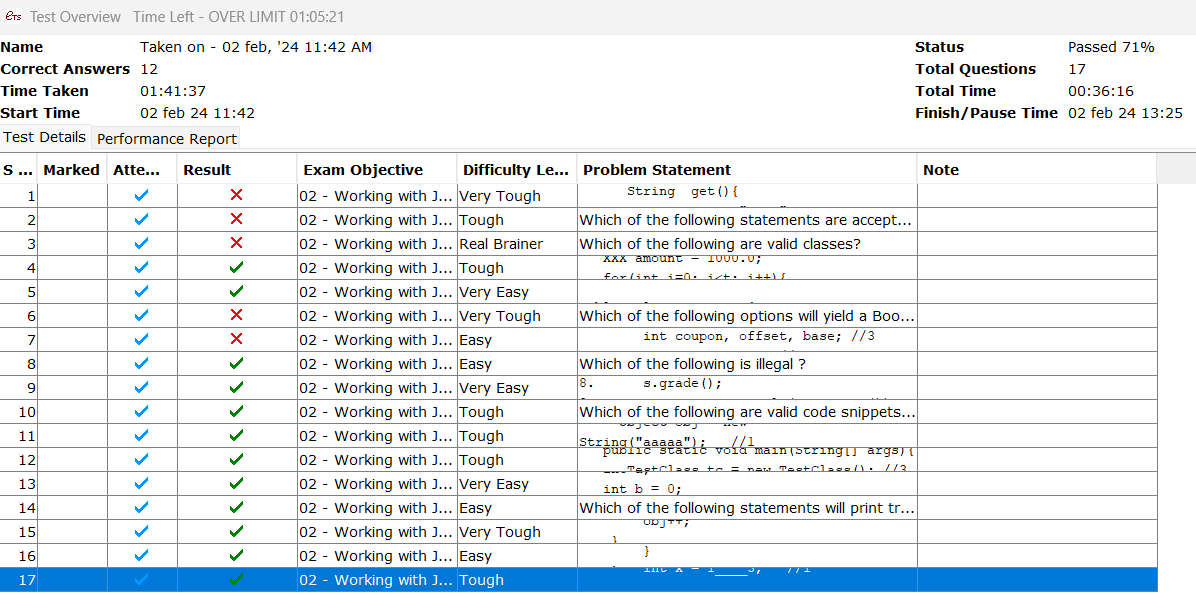 ETS Test Overview Time Left - OVER LIMIT 01:05:21
Name Taken on - 02 feb, '24 11:42 AM Status Passed 71%
Correct Answers 12 Total Questions 17
Time Taken 01:41:37 Total Time 00:36:16
Start Time 02 feb 24 11:42 Finish/Pause Time 02 feb 24 13:25
Test Details Performance Report
S ... Marked Atte... Result Exam Objective Difficulty Le... Problem Statement Note
1 02 - Working with J... Very Tough String get(){
2 02 - Working with J... Tough Which of the following statements are accept...
3 02 - Working with J... Real Brainer Which of the following are valid classes?
4 02 - Working with J... Tough XXX amount = 1000.0;
for(int i=0; i<t; i++){
5 02 - Working with J... Very Easy
6 02 - Working with J... Very Tough Which of the following options will yield a Boo...
7 02 - Working with J... Easy int coupon, offset, base; //3
8 02 - Working with J... Easy Which of the following is illegal ?
9 02 - Working with J... Very Easy 8. s.grade();
10 02 - Working with J... Tough Which of the following are valid code snippets...
11 02 - Working with J... Tough Object obj = new
String("aaaaa"); //1
12 02 - Working with J... Tough public static void main(String[] args){
TestClass tc = new TestClass(); //3
13 02 - Working with J... Very Easy int b = 0;
14 02 - Working with J... Easy Which of the following statements will print tr...
15 02 - Working with J... Very Tough obj++;
}
16 02 - Working with J... Easy }
17 02 - Working with J... Tough int x = 1____3; //1